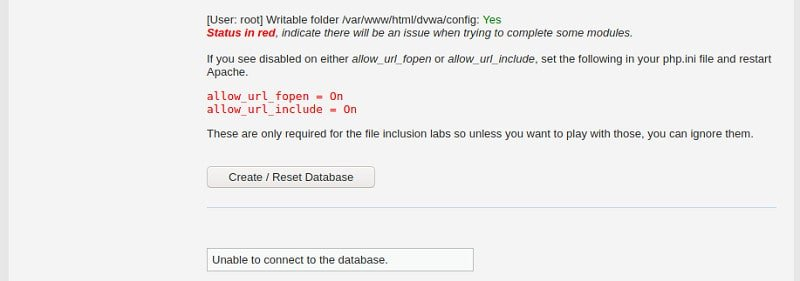 [User: root] Writable folder /var/www/html/dvwa/config: Yes
Status in red, indicate there will be an issue when trying to complete some modules.
If you see disabled on either allow_url_fopen or allow_url_include, set the following in your php.ini file and restart
Apache.
allow_url_fopen = On
allow_url_include = On
These are only required for the file inclusion labs so unless you want to play with those, you can ignore them.
Create / Reset Database
Unable to connect to the database.